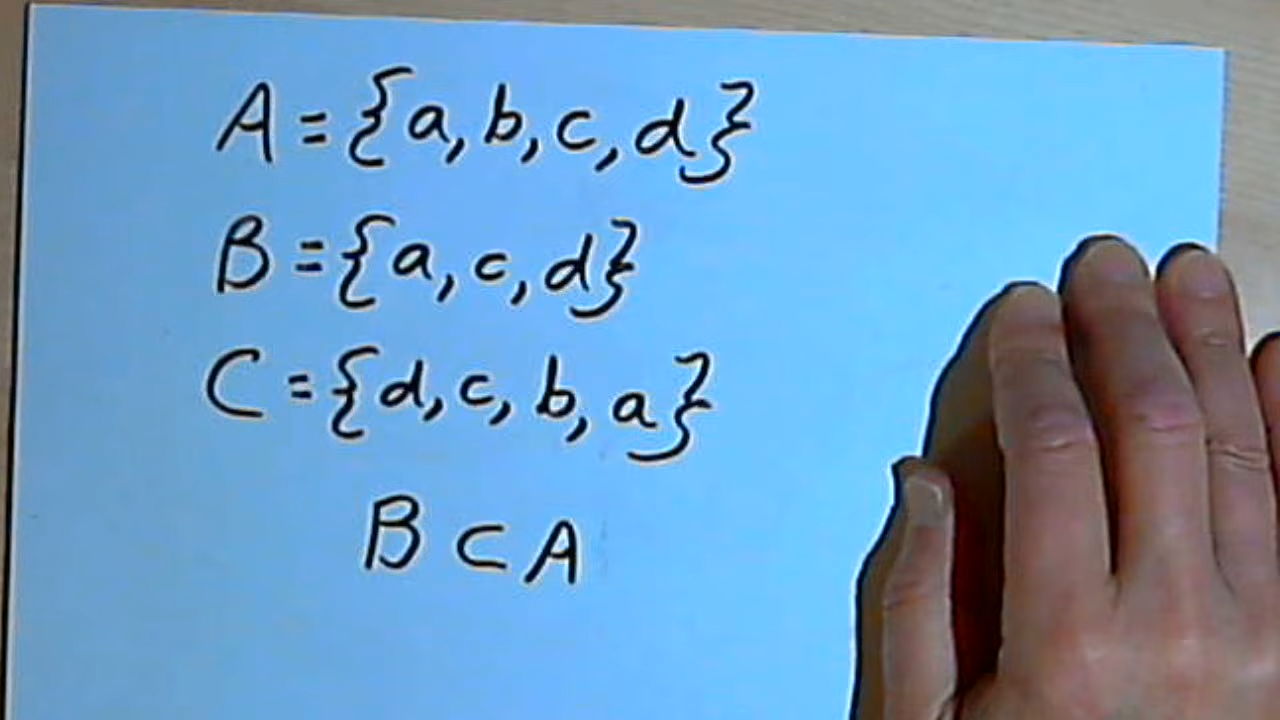 A = {a, b, c, d}
B = {a, c, d}
C = {d, c, b, a}
B ⊂ A